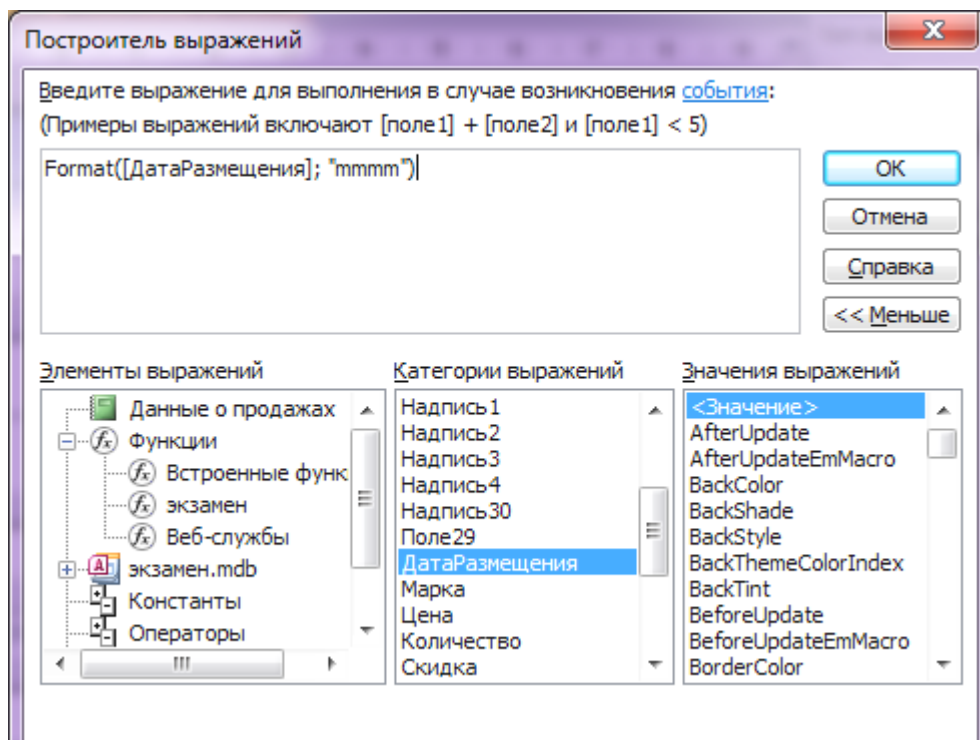 Построитель выражений
Введите выражение для выполнения в случае возникновения события:
(Примеры выражений включают [поле1] + [поле2] и [поле1] < 5)
Format([ДатаРазмещения]; "mmmm")
OK
Отмена
Справка
<< Меньше
Элементы выражений
Данные о продажах
Функции
Встроенные функ
экзамен
Веб-службы
экзамен.mdb
Константы
Операторы
Категории выражений
Надпись1
Надпись2
Надпись3
Надпись4
Надпись30
Поле29
ДатаРазмещения
Марка
Цена
Количество
Скидка
Значения выражений
<Значение>
AfterUpdate
AfterUpdateEmMacro
BackColor
BackShade
BackStyle
BackThemeColorIndex
BackTint
BeforeUpdate
BeforeUpdateEmMacro
BorderColor